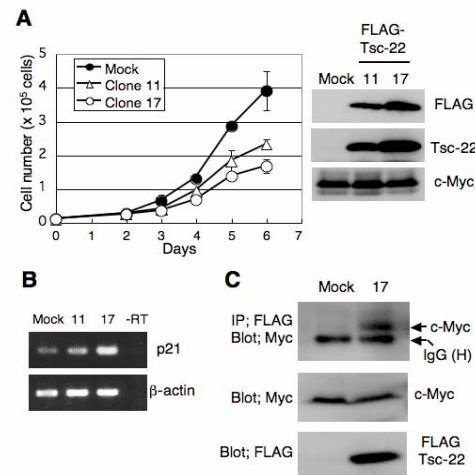 A
FLAG-
Tsc-22
Mock 11 17
FLAG
Tsc-22
c-Myc
Cell number (x 10⁵ cells)
5
4
3
2
1
0
Mock
Clone 11
Clone 17
0 1 2 3 4 5 6 7
Days
B
Mock 11 17 -RT
p21
β-actin
C
Mock 17
IP; FLAG
Blot; Myc
c-Myc
IgG (H)
Blot; Myc
c-Myc
Blot; FLAG
FLAG
Tsc-22